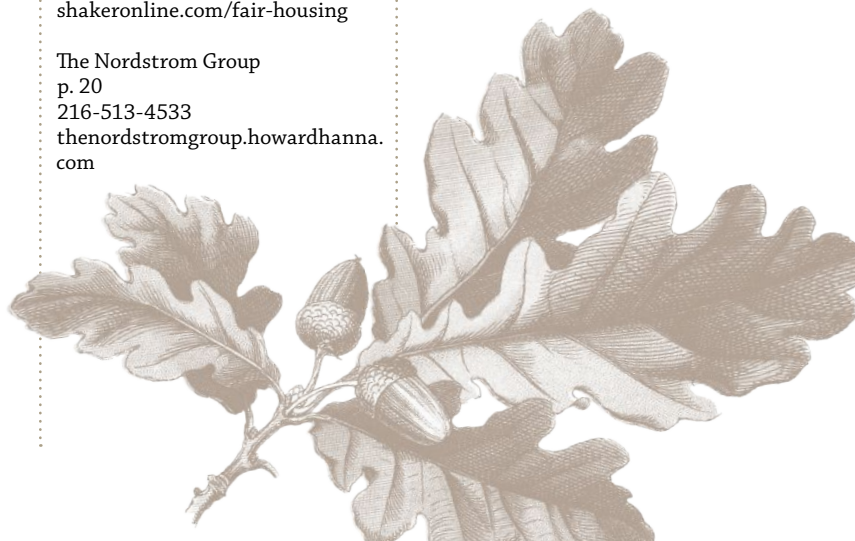 shakeronline.com/fair-housing
The Nordstrom Group
p. 20
216-513-4533
thenordstromgroup.howardhanna.
com